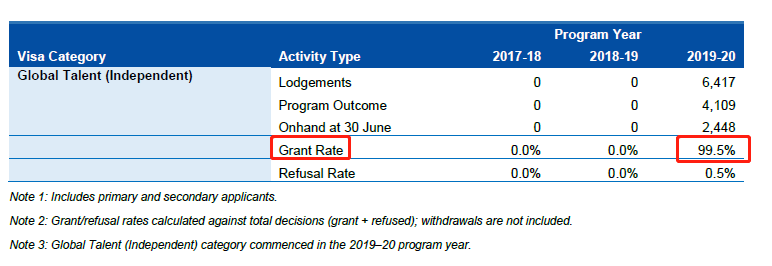 Program Year
Visa Category Activity Type 2017-18 2018-19 2019-20
Global Talent (Independent) Lodgements 0 0 6,417
Program Outcome 0 0 4,109
Onhand at 30 June 0 0 2,448
Grant Rate 0.0% 0.0% 99.5%
Refusal Rate 0.0% 0.0% 0.5%
Note 1: Includes primary and secondary applicants.
Note 2: Grant/refusal rates calculated against total decisions (grant + refused); withdrawals are not included.
Note 3: Global Talent (Independent) category commenced in the 2019–20 program year.